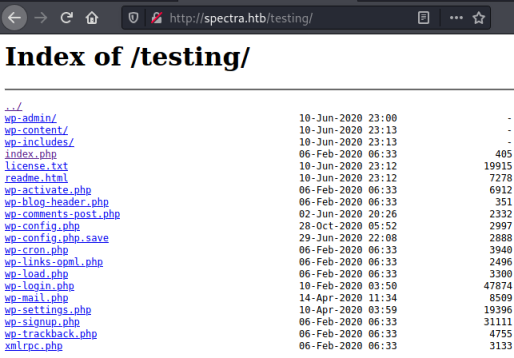 http://spectra.htb/testing/
Index of /testing/
../
wp-admin/ 10-Jun-2020 23:00 -
wp-content/ 10-Jun-2020 23:13 -
wp-includes/ 10-Jun-2020 23:13 -
index.php 06-Feb-2020 06:33 405
license.txt 10-Jun-2020 23:12 19915
readme.html 10-Jun-2020 23:12 7278
wp-activate.php 06-Feb-2020 06:33 6912
wp-blog-header.php 06-Feb-2020 06:33 351
wp-comments-post.php 02-Jun-2020 20:26 2332
wp-config.php 28-Oct-2020 05:52 2997
wp-config.php.save 29-Jun-2020 22:08 2888
wp-cron.php 06-Feb-2020 06:33 3940
wp-links-opml.php 06-Feb-2020 06:33 2496
wp-load.php 06-Feb-2020 06:33 3300
wp-login.php 10-Feb-2020 03:50 47874
wp-mail.php 14-Apr-2020 11:34 8509
wp-settings.php 10-Apr-2020 03:59 19396
wp-signup.php 06-Feb-2020 06:33 31111
wp-trackback.php 06-Feb-2020 06:33 4755
xmlrpc.php 06-Feb-2020 06:33 3133